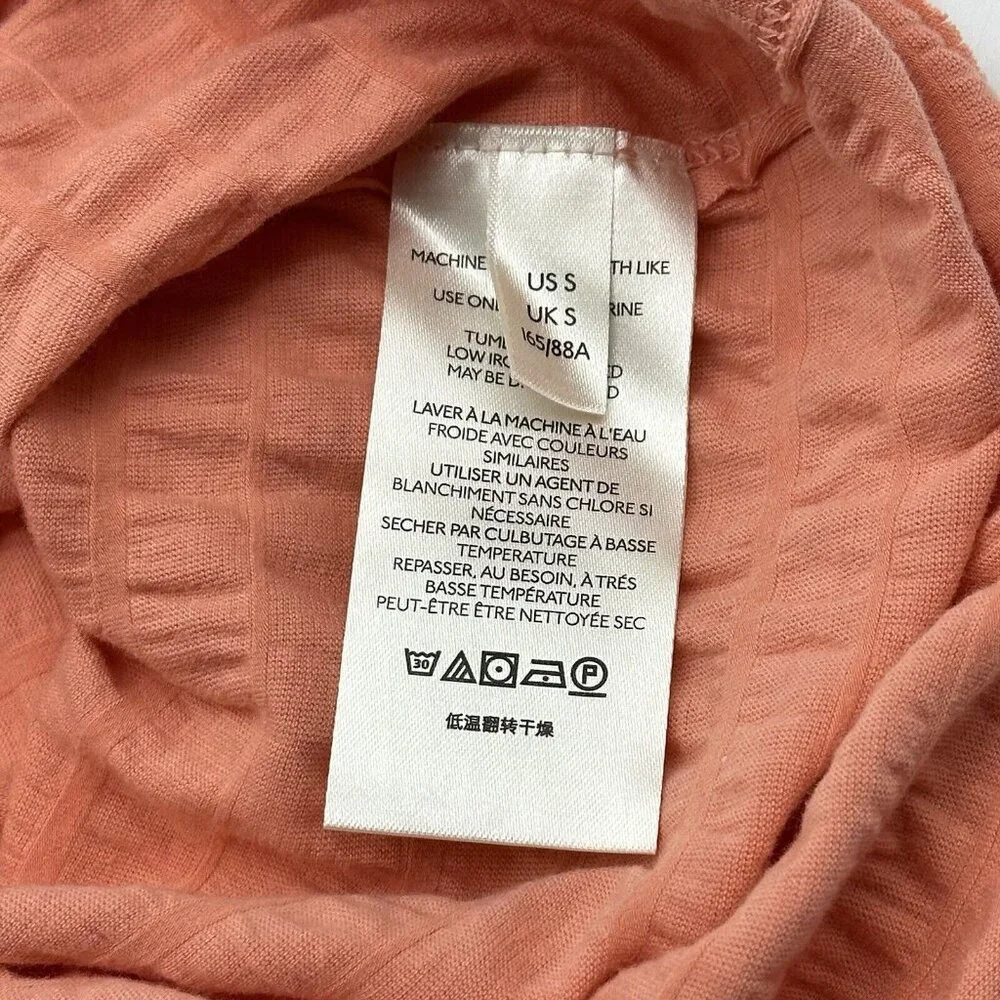 MACHINE
TH LIKE
USE ONL
RINE
TUM
LOW IRO
ED
MAY BE D
D
US S
UK S
165/88A
LAVER À LA MACHINE À L'EAU
FROIDE AVEC COULEURS
SIMILAIRES
UTILISER UN AGENT DE
BLANCHIMENT SANS CHLORE SI
NÉCESSAIRE
SECHER PAR CULBUTAGE À BASSE
TEMPERATURE
REPASSER, AU BESOIN, À TRÉS
BASSE TEMPÉRATURE
PEUT-ÊTRE ÊTRE NETTOYÉE SEC
30 P
低温翻转干燥